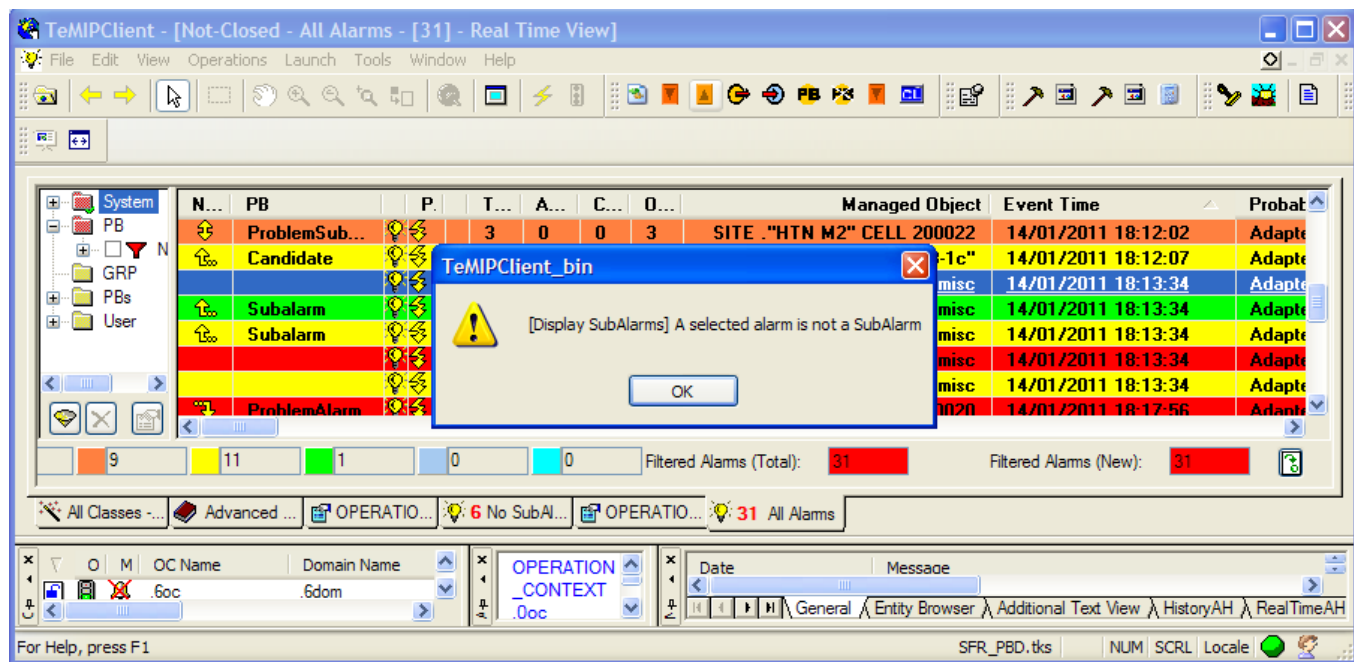 TeMIPClient - [Not-Closed - All Alarms - [31] - Real Time View]
File Edit View Operations Launch Tools Window Help
PB CL
System
PB
N
GRP
PBs
User
N... PB P. T... A... C... O... Managed Object Event Time Probab
ProblemSub... 3 0 0 3 SITE ."HTN M2" CELL 200022 14/01/2011 18:12:02 Adapte
Candidate -1c" 14/01/2011 18:12:07 Adapte
misc 14/01/2011 18:13:34 Adapte
Subalarm misc 14/01/2011 18:13:34 Adapte
Subalarm misc 14/01/2011 18:13:34 Adapte
misc 14/01/2011 18:13:34 Adapte
misc 14/01/2011 18:13:34 Adapte
ProblemAlarm 0020 14/01/2011 18:17:56 Adapte
TeMIPClient_bin
[Display SubAlarms] A selected alarm is not a SubAlarm
OK
9 11 1 0 0 Filtered Alarms (Total): 31 Filtered Alarms (New): 31
All Classes -... Advanced ... OPERATIO... 6 No SubAl... OPERATIO... 31 All Alarms
O M OC Name Domain Name
.6oc .6dom
OPERATION
_CONTEXT
.0oc
Date Message
General Entity Browser Additional Text View HistoryAH RealTimeAH
For Help, press F1 SFR_PBD.tks NUM SCRL Locale